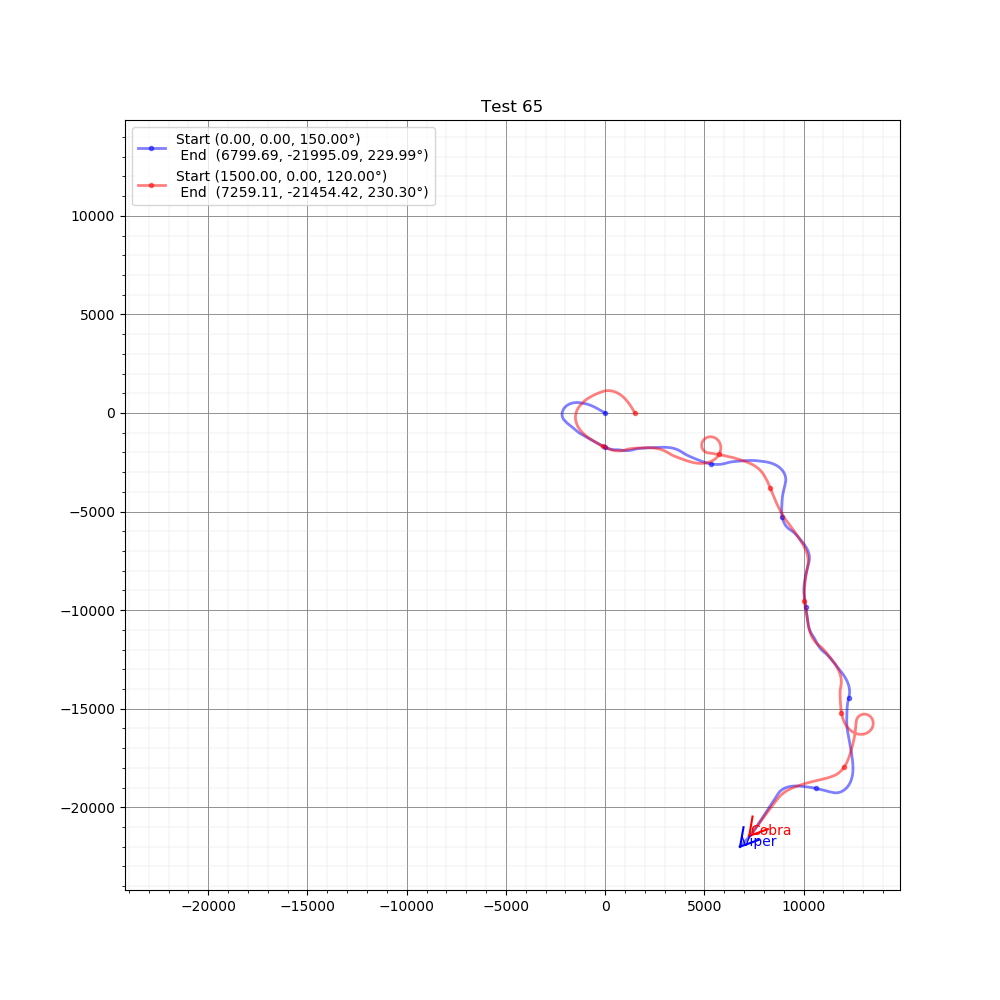 Test 65
Start (0.00, 0.00, 150.00°)
End (6799.69, -21995.09, 229.99°)
Start (1500.00, 0.00, 120.00°)
End (7259.11, -21454.42, 230.30°)
10000
5000
0
−5000
−10000
−15000
−20000
Cobra
Viper
−20000 −15000 −10000 −5000 0 5000 10000